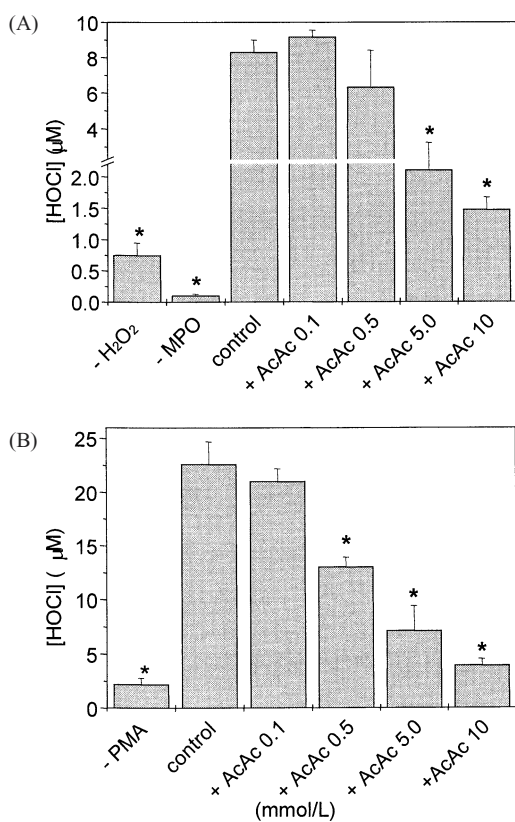 (A)
[HOCl] (μM)
10
8
6
4
2.0
1.5
1.0
0.5
0.0
*
*
*
*
- H₂O₂
- MPO
control
+ AcAc 0.1
+ AcAc 0.5
+ AcAc 5.0
+ AcAc 10
(B)
[HOCl] ( μM)
25
20
15
10
5
0
*
*
*
*
- PMA
control
+ AcAc 0.1
+ AcAc 0.5
+ AcAc 5.0
+AcAc 10
(mmol/L)